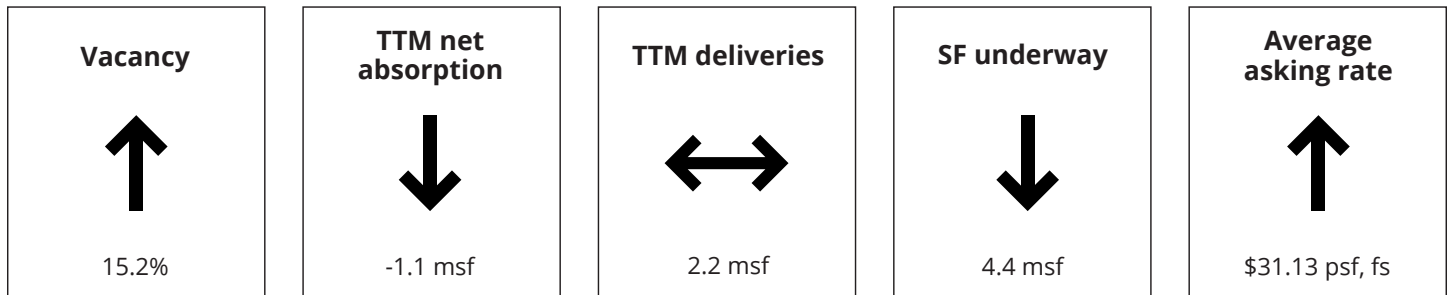 Vacancy
15.2%
TTM net
absorption
-1.1 msf
TTM deliveries
2.2 msf
SF underway
4.4 msf
Average
asking rate
$31.13 psf, fs